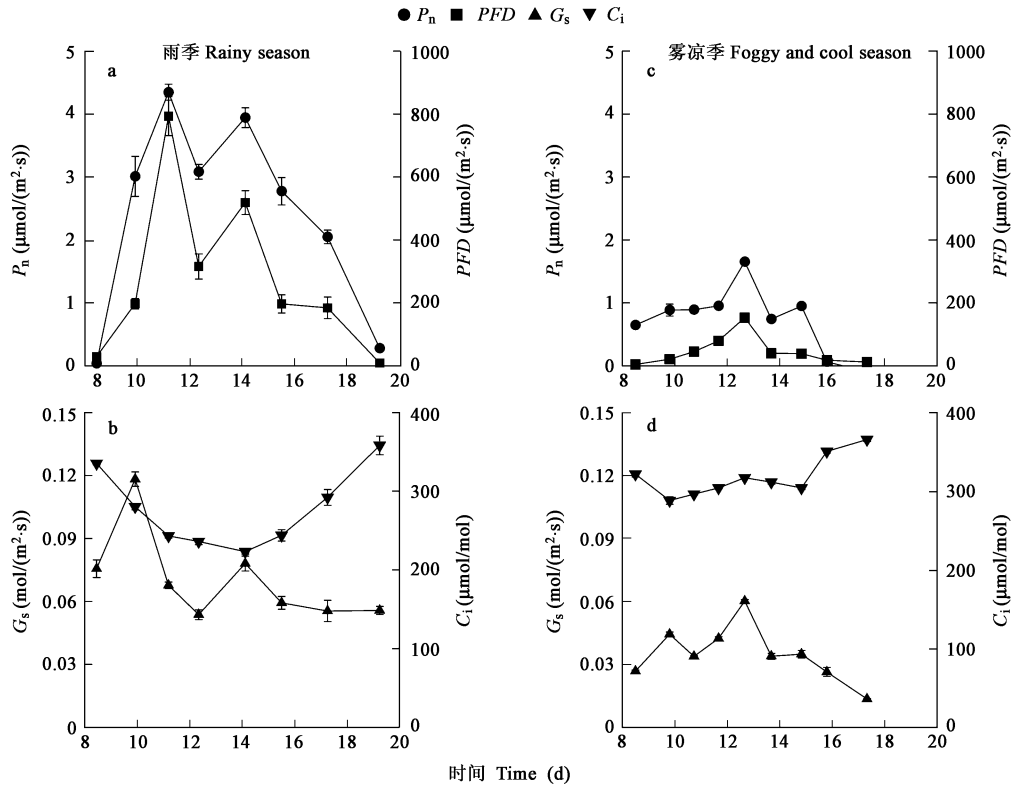 ● Pn ■ PFD ▲ Gs ▼ Ci
雨季 Rainy season
a
5
4
3
2
1
0
Pn (μmol/(m²·s))
1000
800
600
400
200
0
PFD (μmol/(m²·s))
8 10 12 14 16 18 20
雾凉季 Foggy and cool season
c
5
4
3
2
1
0
Pn (μmol/(m²·s))
1000
800
600
400
200
0
PFD (μmol/(m²·s))
8 10 12 14 16 18 20
b
0.15
0.12
0.09
0.06
0.03
0
Gs (mol/(m²·s))
400
300
200
100
0
Ci (μmol/mol)
8 10 12 14 16 18 20
d
0.15
0.12
0.09
0.06
0.03
0
Gs (mol/(m²·s))
400
300
200
100
0
Ci (μmol/mol)
8 10 12 14 16 18 20
时间 Time (d)